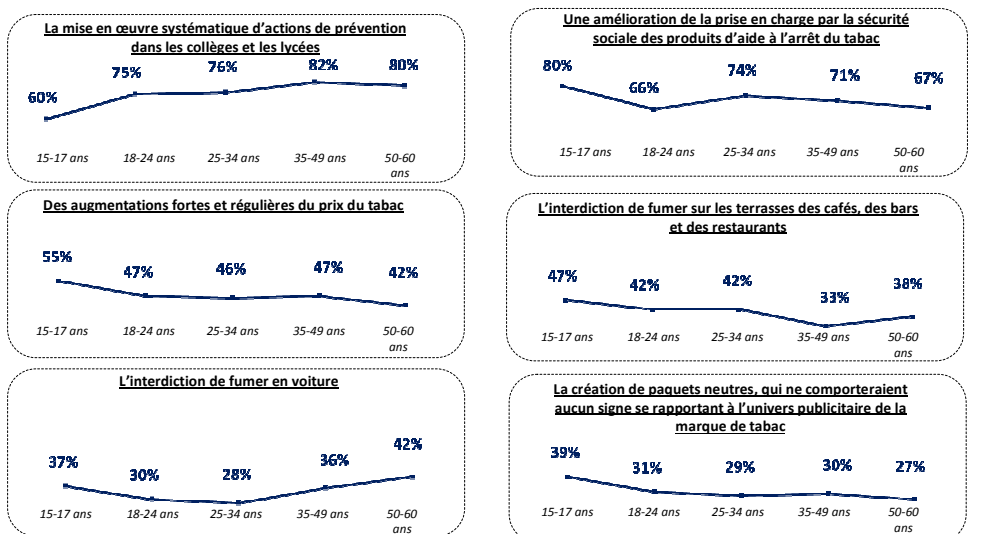 La mise en œuvre systématique d’actions de prévention
dans les collèges et les lycées
60%
75%
76%
82%
80%
15-17 ans
18-24 ans
25-34 ans
35-49 ans
50-60
ans
Une amélioration de la prise en charge par la sécurité
sociale des produits d’aide à l’arrêt du tabac
80%
66%
74%
71%
67%
15-17 ans
18-24 ans
25-34 ans
35-49 ans
50-60
ans
Des augmentations fortes et régulières du prix du tabac
55%
47%
46%
47%
42%
15-17 ans
18-24 ans
25-34 ans
35-49 ans
50-60
ans
L’interdiction de fumer sur les terrasses des cafés, des bars
et des restaurants
47%
42%
42%
33%
38%
15-17 ans
18-24 ans
25-34 ans
35-49 ans
50-60
ans
L’interdiction de fumer en voiture
37%
30%
28%
36%
42%
15-17 ans
18-24 ans
25-34 ans
35-49 ans
50-60
ans
La création de paquets neutres, qui ne comporteraient
aucun signe se rapportant à l’univers publicitaire de la
marque de tabac
39%
31%
29%
30%
27%
15-17 ans
18-24 ans
25-34 ans
35-49 ans
50-60
ans